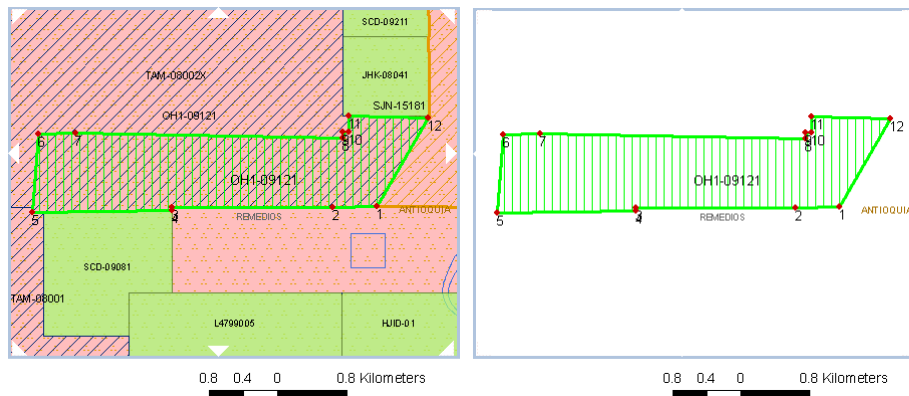 SCD-09211
TAM-08002X
JHK-08041
OH1-09121
SJN-15181
11
12
6
7
10
8
OH1-09121
5
3
4
2
1
REMEDIOS
ANTIOQUIA
SCD-09081
TAM-08001
L4799005
HJID-01
0.8 0.4 0 0.8 Kilometers
11
12
6
7
10
8
OH1-09121
5
4
2
1
REMEDIOS
ANTIOQUIA
0.8 0.4 0 0.8 Kilometers